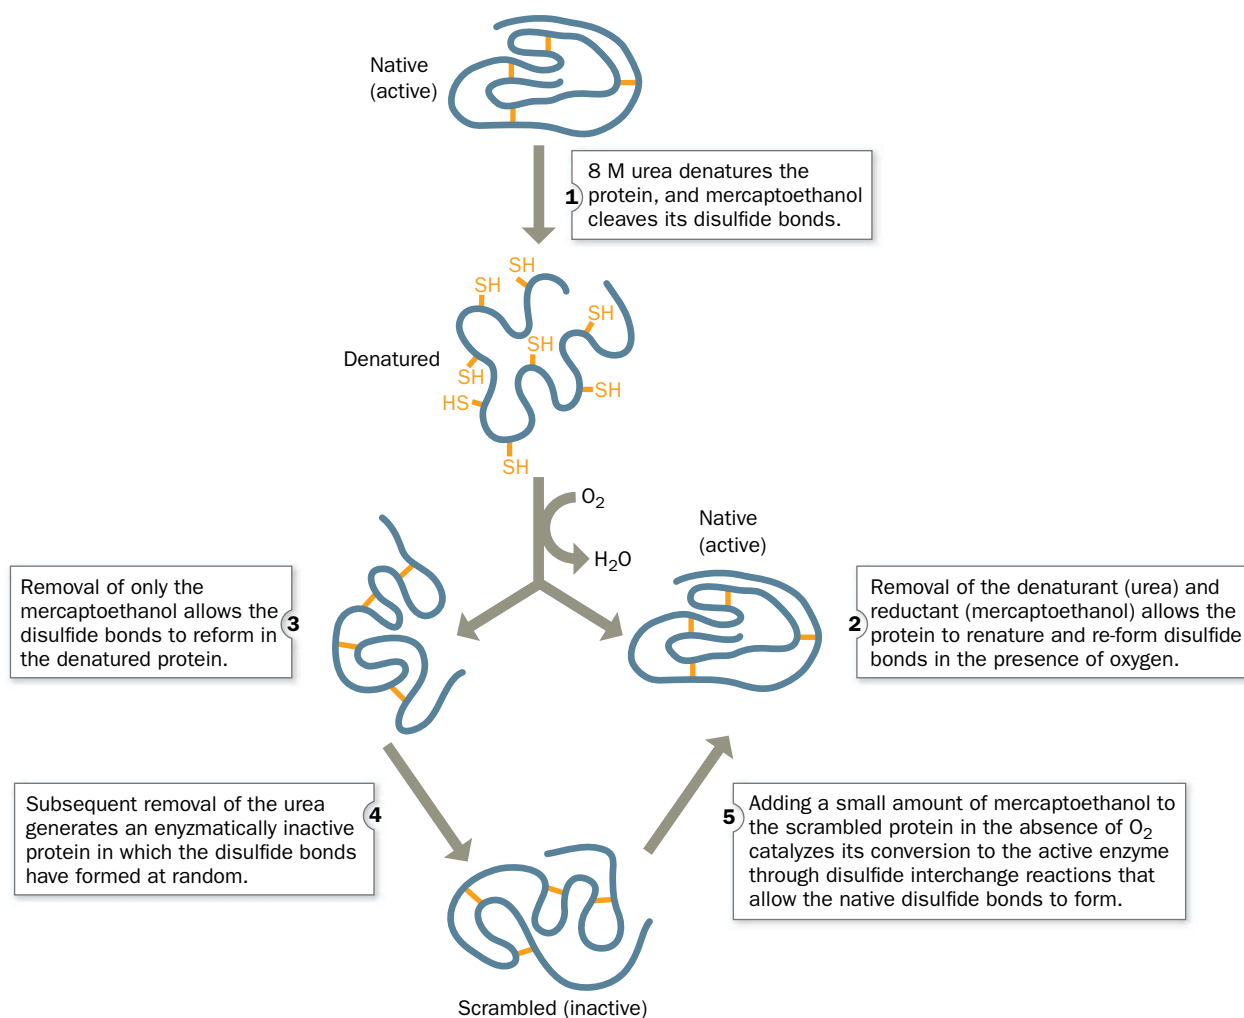 Native
(active)
1
8 M urea denatures the
protein, and mercaptoethanol
cleaves its disulfide bonds.
SH
SH
SH
SH
Denatured
SH
SH
HS
SH
O2
H2O
Native
(active)
Removal of only the
mercaptoethanol allows the
disulfide bonds to reform in
the denatured protein.
3
2
Removal of the denaturant (urea) and
reductant (mercaptoethanol) allows the
protein to renature and re-form disulfide
bonds in the presence of oxygen.
Subsequent removal of the urea
generates an enyzmatically inactive
protein in which the disulfide bonds
have formed at random.
4
5
Adding a small amount of mercaptoethanol to
the scrambled protein in the absence of O2
catalyzes its conversion to the active enzyme
through disulfide interchange reactions that
allow the native disulfide bonds to form.
Scrambled (inactive)